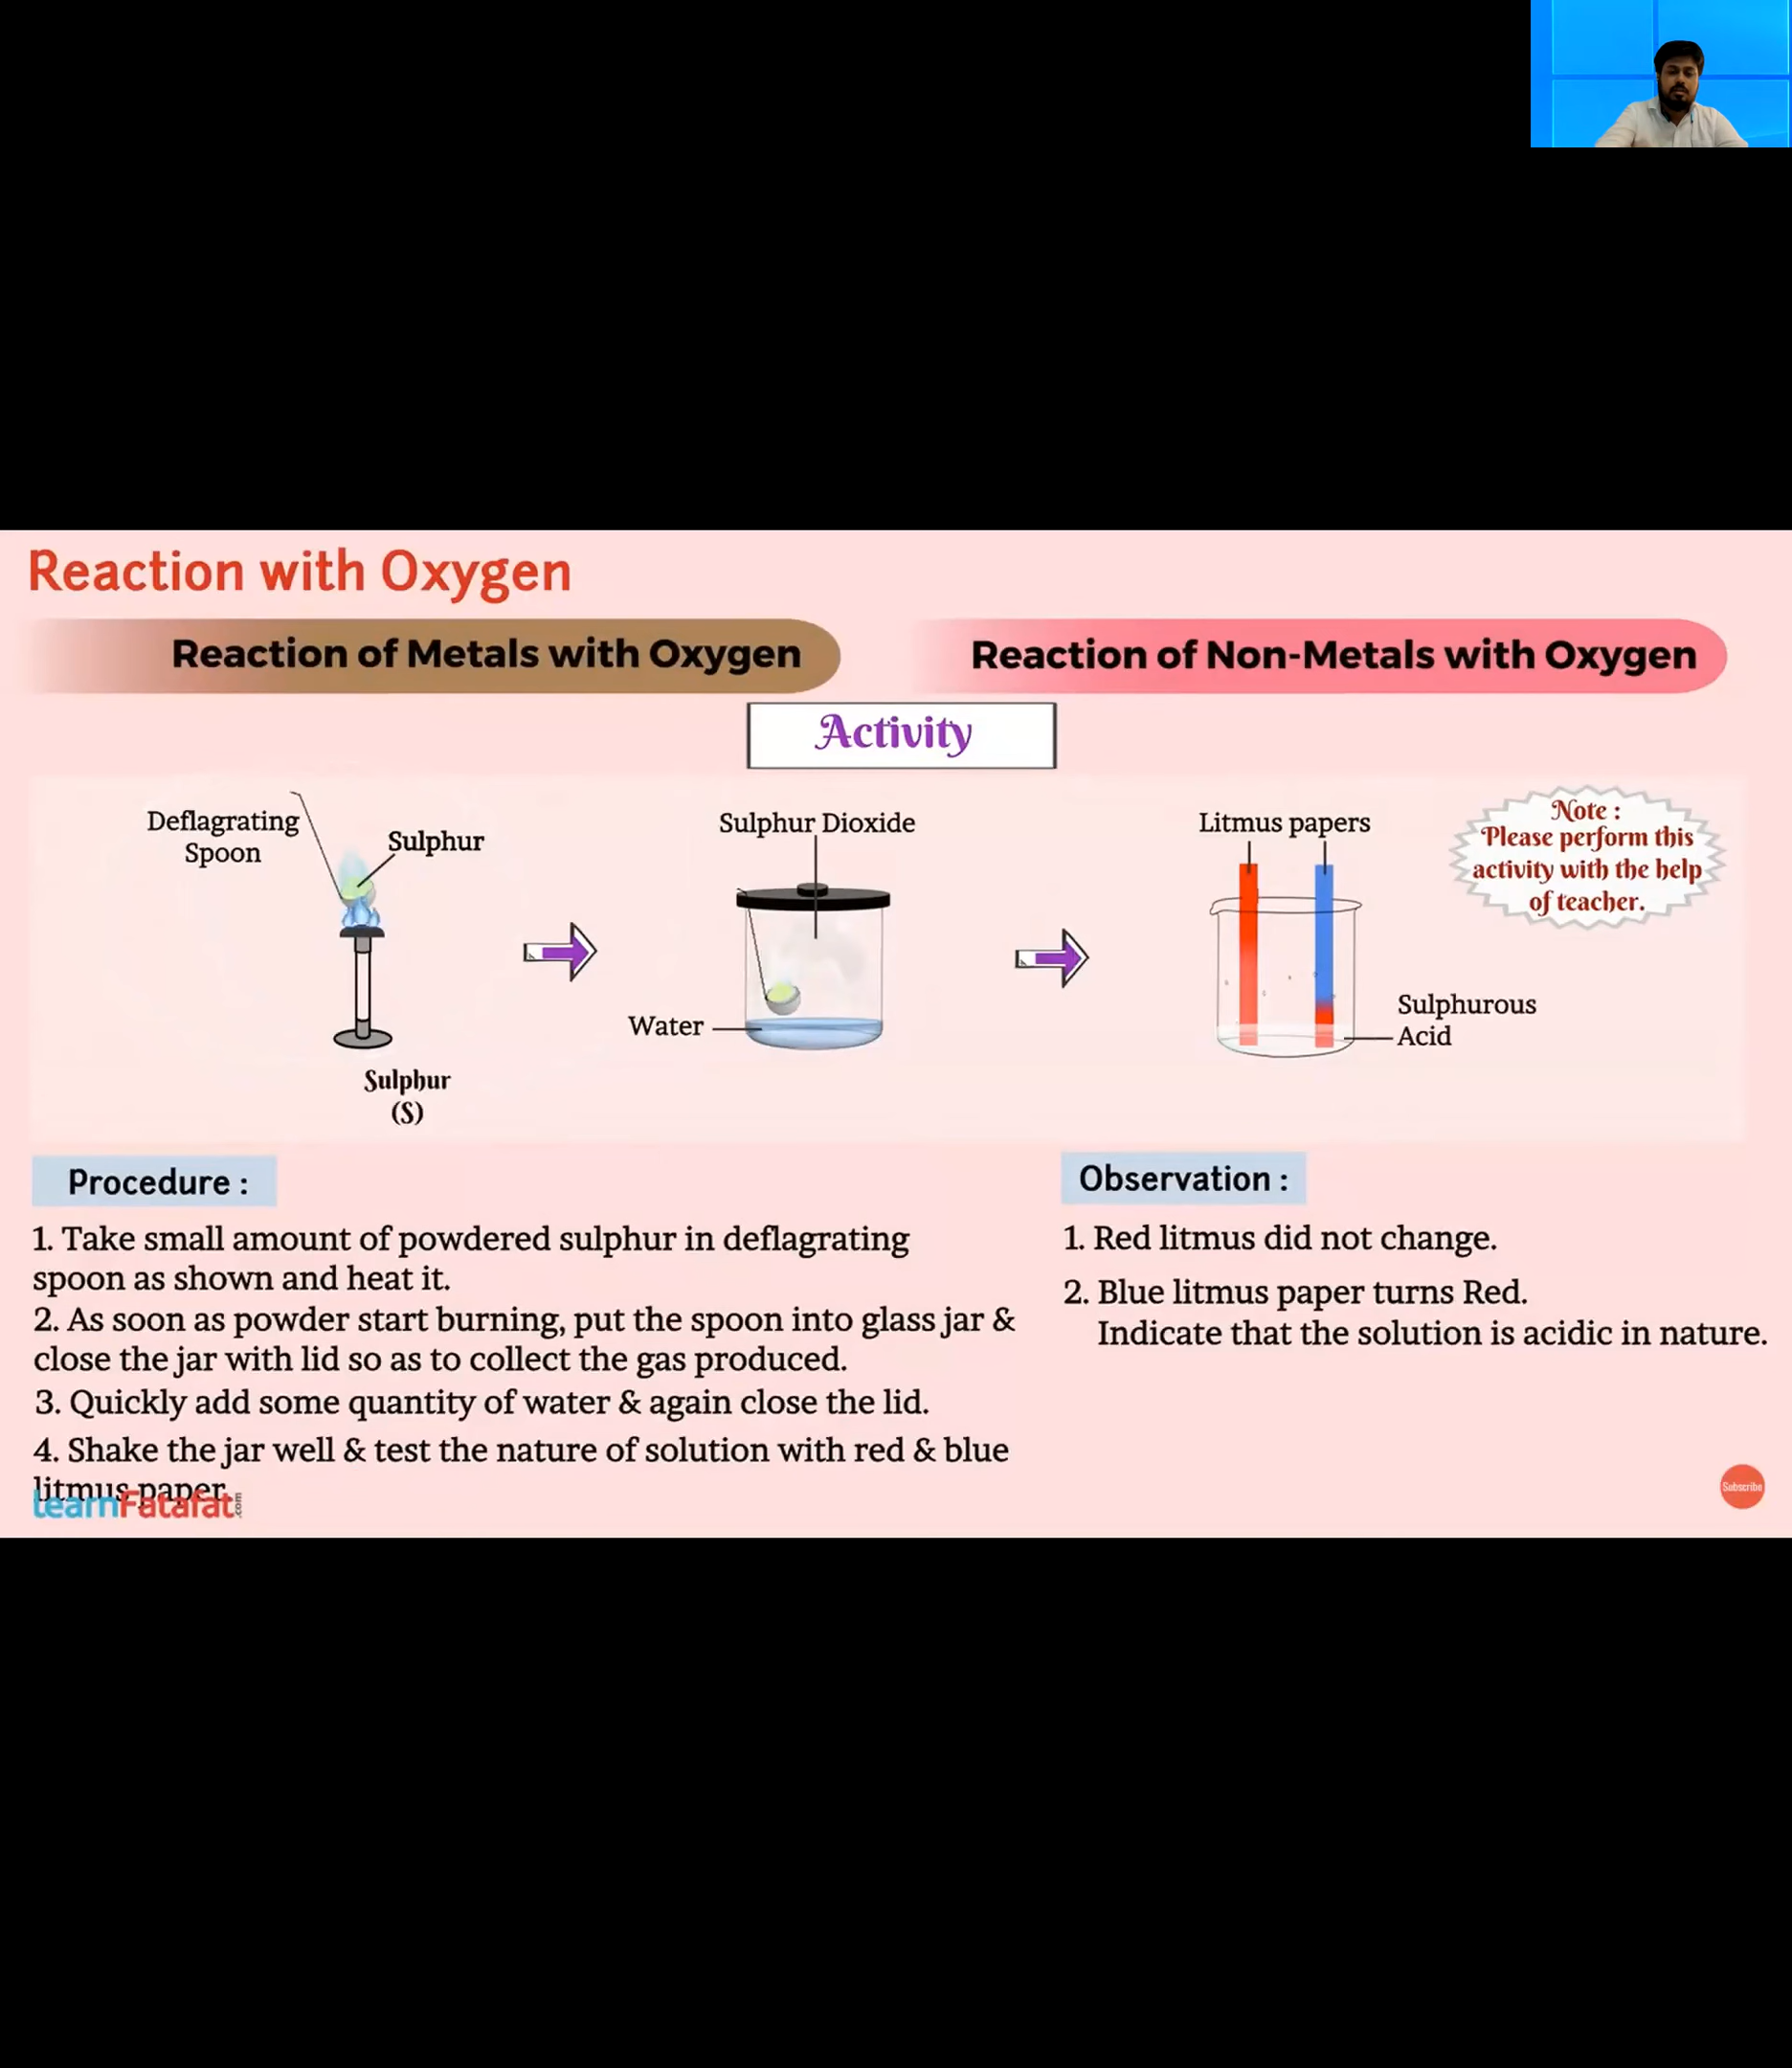 Reaction with Oxygen
Reaction of Metals with Oxygen
Reaction of Non-Metals with Oxygen
Activity
Deflagrating
Spoon
Sulphur
Sulphur
(S)
Sulphur Dioxide
Water
Litmus papers
Sulphurous
Acid
Note :
Please perform this
activity with the help
of teacher.
Procedure :
1. Take small amount of powdered sulphur in deflagrating
spoon as shown and heat it.
2. As soon as powder start burning, put the spoon into glass jar &
close the jar with lid so as to collect the gas produced.
3. Quickly add some quantity of water & again close the lid.
4. Shake the jar well & test the nature of solution with red & blue
litmus paper.
Observation :
1. Red litmus did not change.
2. Blue litmus paper turns Red.
Indicate that the solution is acidic in nature.
learnFatafat.com
Subscribe